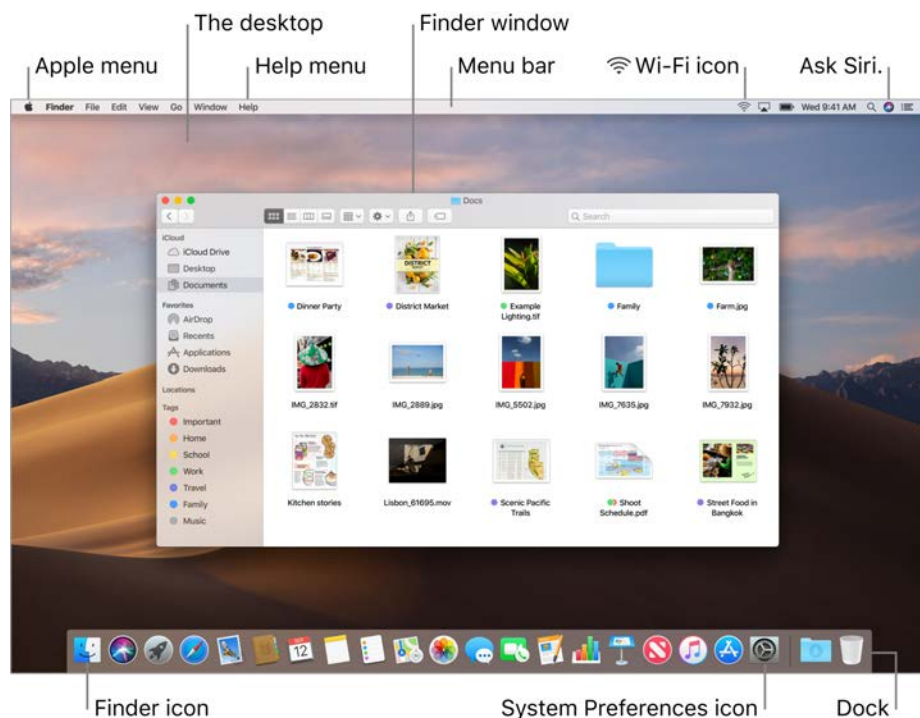 The desktop
Finder window
Apple menu
Help menu
Menu bar
Wi-Fi icon
Ask Siri.
Finder File Edit View Go Window Help
Wed 9:41 AM
Docs
Search
iCloud
iCloud Drive
Desktop
Documents
Favorites
AirDrop
Recents
Applications
Downloads
Locations
Tags
Important
Home
School
Work
Travel
Family
Music
Dinner Party
District Market
Example
Lighting.tif
Family
Farm.jpg
DISTRICT
IMG_2832.tif
IMG_2889.jpg
IMG_5502.jpg
IMG_7635.jpg
IMG_7932.jpg
Kitchen stories
Lisbon_61695.mov
Scenic Pacific
Trails
Shoot
Schedule.pdf
Street Food in
Bangkok
12
Finder icon
System Preferences icon
Dock